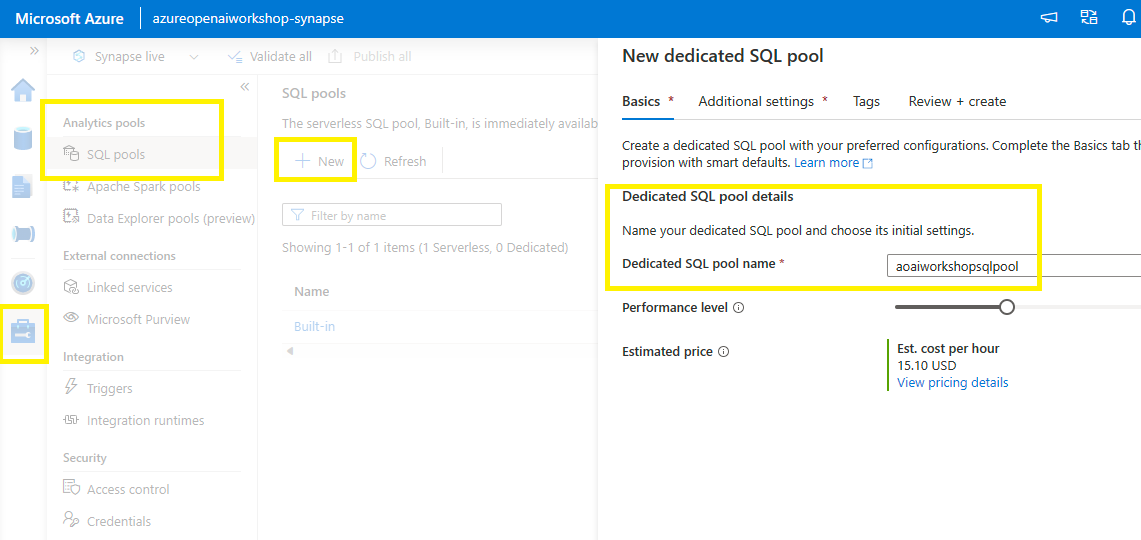 Microsoft Azure
azureopenaiworkshop-synapse
Synapse live
Validate all
Publish all
Analytics pools
SQL pools
Apache Spark pools
Data Explorer pools (preview)
External connections
Linked services
Microsoft Purview
Integration
Triggers
Integration runtimes
Security
Access control
Credentials
SQL pools
The serverless SQL pool, Built-in, is immediately availab
New
Refresh
Filter by name
Showing 1-1 of 1 items (1 Serverless, 0 Dedicated)
Name
Built-in
New dedicated SQL pool
Basics *
Additional settings *
Tags
Review + create
Create a dedicated SQL pool with your preferred configurations. Complete the Basics tab th
provision with smart defaults. Learn more
Dedicated SQL pool details
Name your dedicated SQL pool and choose its initial settings.
Dedicated SQL pool name *
aoaiworkshopsqlpool
Performance level
Estimated price
Est. cost per hour
15.10 USD
View pricing details